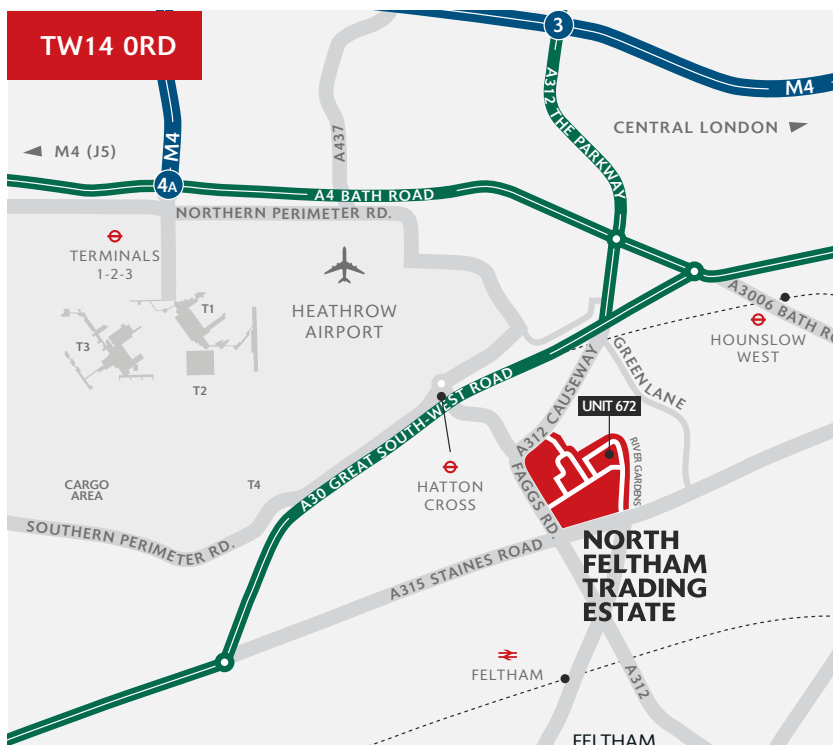 TW14 0RD
3
M4
CENTRAL LONDON
M4 (J5)
M4
A437
A312 THE PARKWAY
4A
A4 BATH ROAD
NORTHERN PERIMETER RD.
TERMINALS
1-2-3
HEATHROW
AIRPORT
T1
T3
T2
A3006 BATH RO
HOUNSLOW
WEST
A30 GREAT SOUTH-WEST ROAD
A312 CAUSEWAY
GREENLANE
UNIT 672
RIVER GARDENS
HATTON
CROSS
FAGGS RD.
CARGO
AREA
T4
SOUTHERN PERIMETER RD.
A315 STAINES ROAD
NORTH
FELTHAM
TRADING
ESTATE
FELTHAM
A312
FELTHAM